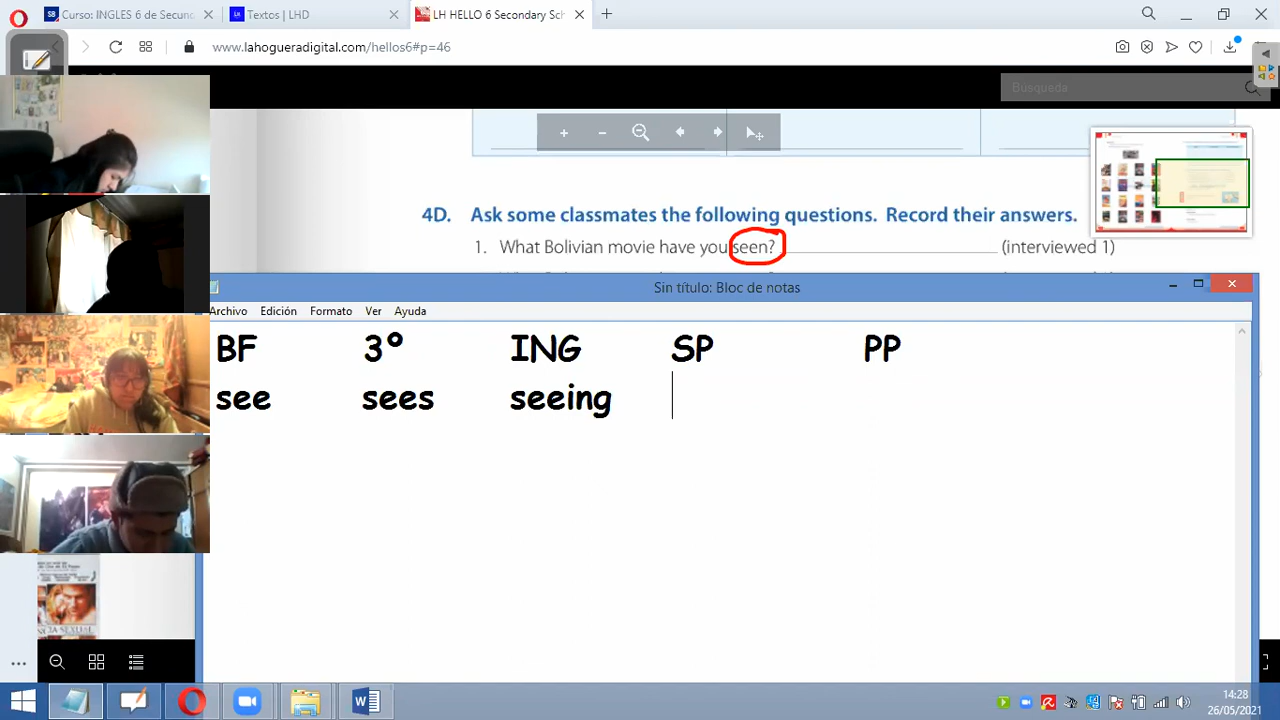 Curso: INGLES 6 de Secun
Textos | LHD
LH HELLO 6 Secondary Sch
www.lahogueradigital.com/hellos6#p=46
Búsqueda
4D. Ask some classmates the following questions. Record their answers.
1. What Bolivian movie have you seen? (interviewed 1)
Sin título: Bloc de notas
Archivo Edición Formato Ver Ayuda
BF 3º ING SP PP
see sees seeing
14:28
26/05/2021